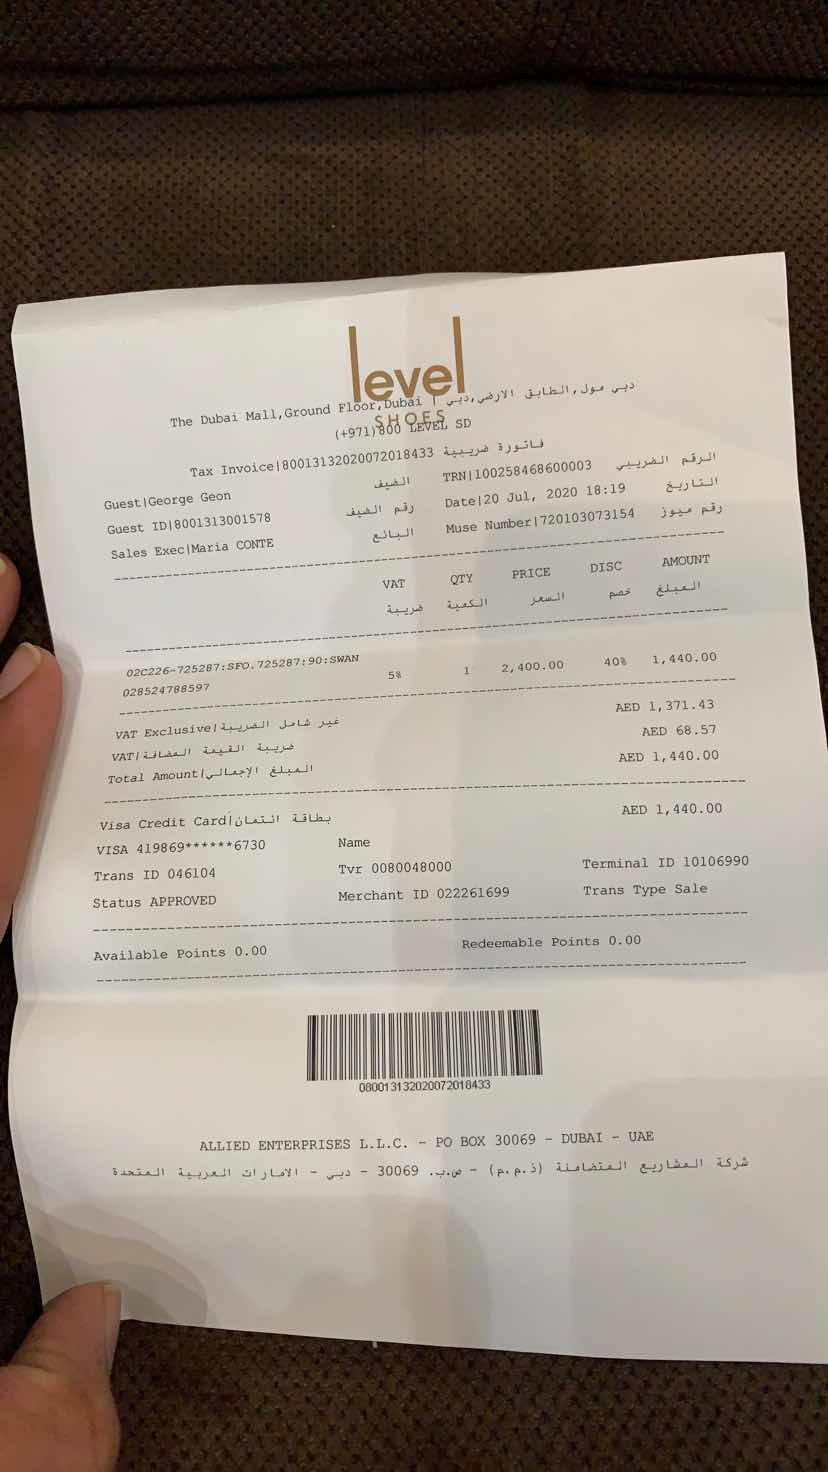 level
SHOES
The Dubai Mall,Ground Floor,Dubai | دبي مول,الطابق الارضي,دبي
(+971)800 LEVEL SD
Tax Invoice|80013132020072018433 فاتورة ضريبية
Guest|George Geon الضيف TRN|100258468600003 الرقم الضريبي
Guest ID|8001313001578 رقم الضيف Date|20 Jul, 2020 18:19 التاريخ
Sales Exec|Maria CONTE البائع Muse Number|720103073154 رقم ميوز
VAT QTY PRICE DISC AMOUNT
ضريبة الكمية السعر خصم المبلغ
02C226-725287:SFO.725287:90:SWAN
028524788597 5% 1 2,400.00 40% 1,440.00
VAT Exclusive|غير شامل الضريبة AED 1,371.43
VAT|ضريبة القيمة المضافة AED 68.57
Total Amount|المبلغ الإجمالي AED 1,440.00
Visa Credit Card|بطاقة ائتمان AED 1,440.00
VISA 419869******6730 Name
Trans ID 046104 Tvr 0080048000 Terminal ID 10106990
Status APPROVED Merchant ID 022261699 Trans Type Sale
Available Points 0.00 Redeemable Points 0.00
080013132020072018433
ALLIED ENTERPRISES L.L.C. - PO BOX 30069 - DUBAI - UAE
شركة المشاريع المتضامنة (ذ.م.م) - ص.ب. 30069 - دبي - الامارات العربية المتحدة